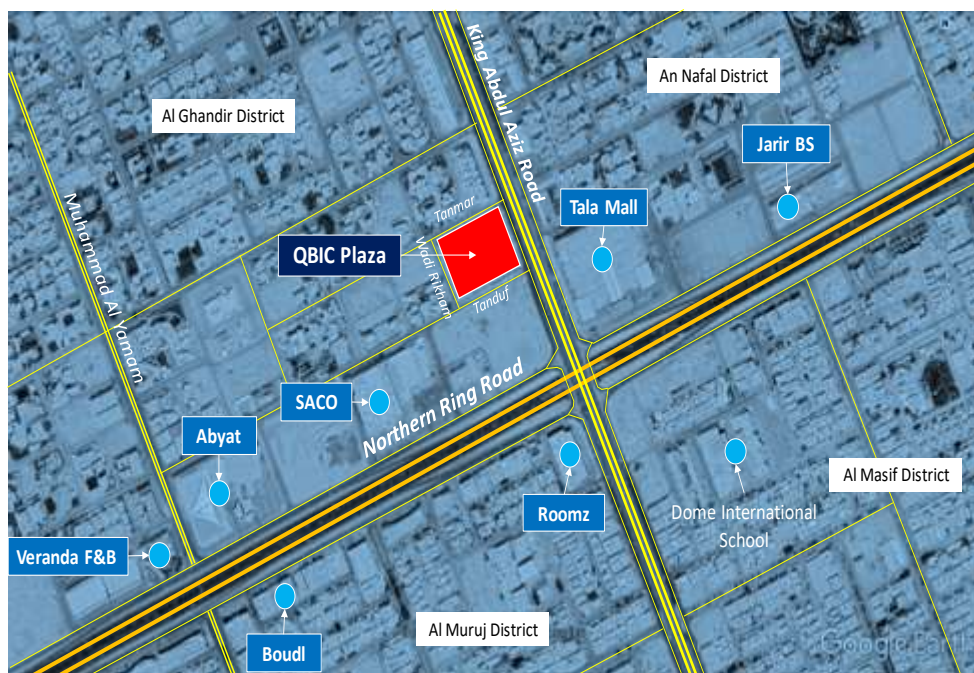 King Abdul Aziz Road
An Nafal District
Al Ghandir District
Jarir BS
Muhammad Al Yamam
Tanmar
Tala Mall
QBIC Plaza
Wadi Rikham
Tanduf
Northern Ring Road
SACO
Abyat
Al Masif District
Roomz
Dome International
School
Veranda F&B
Al Muruj District
Boudl
Google Earth